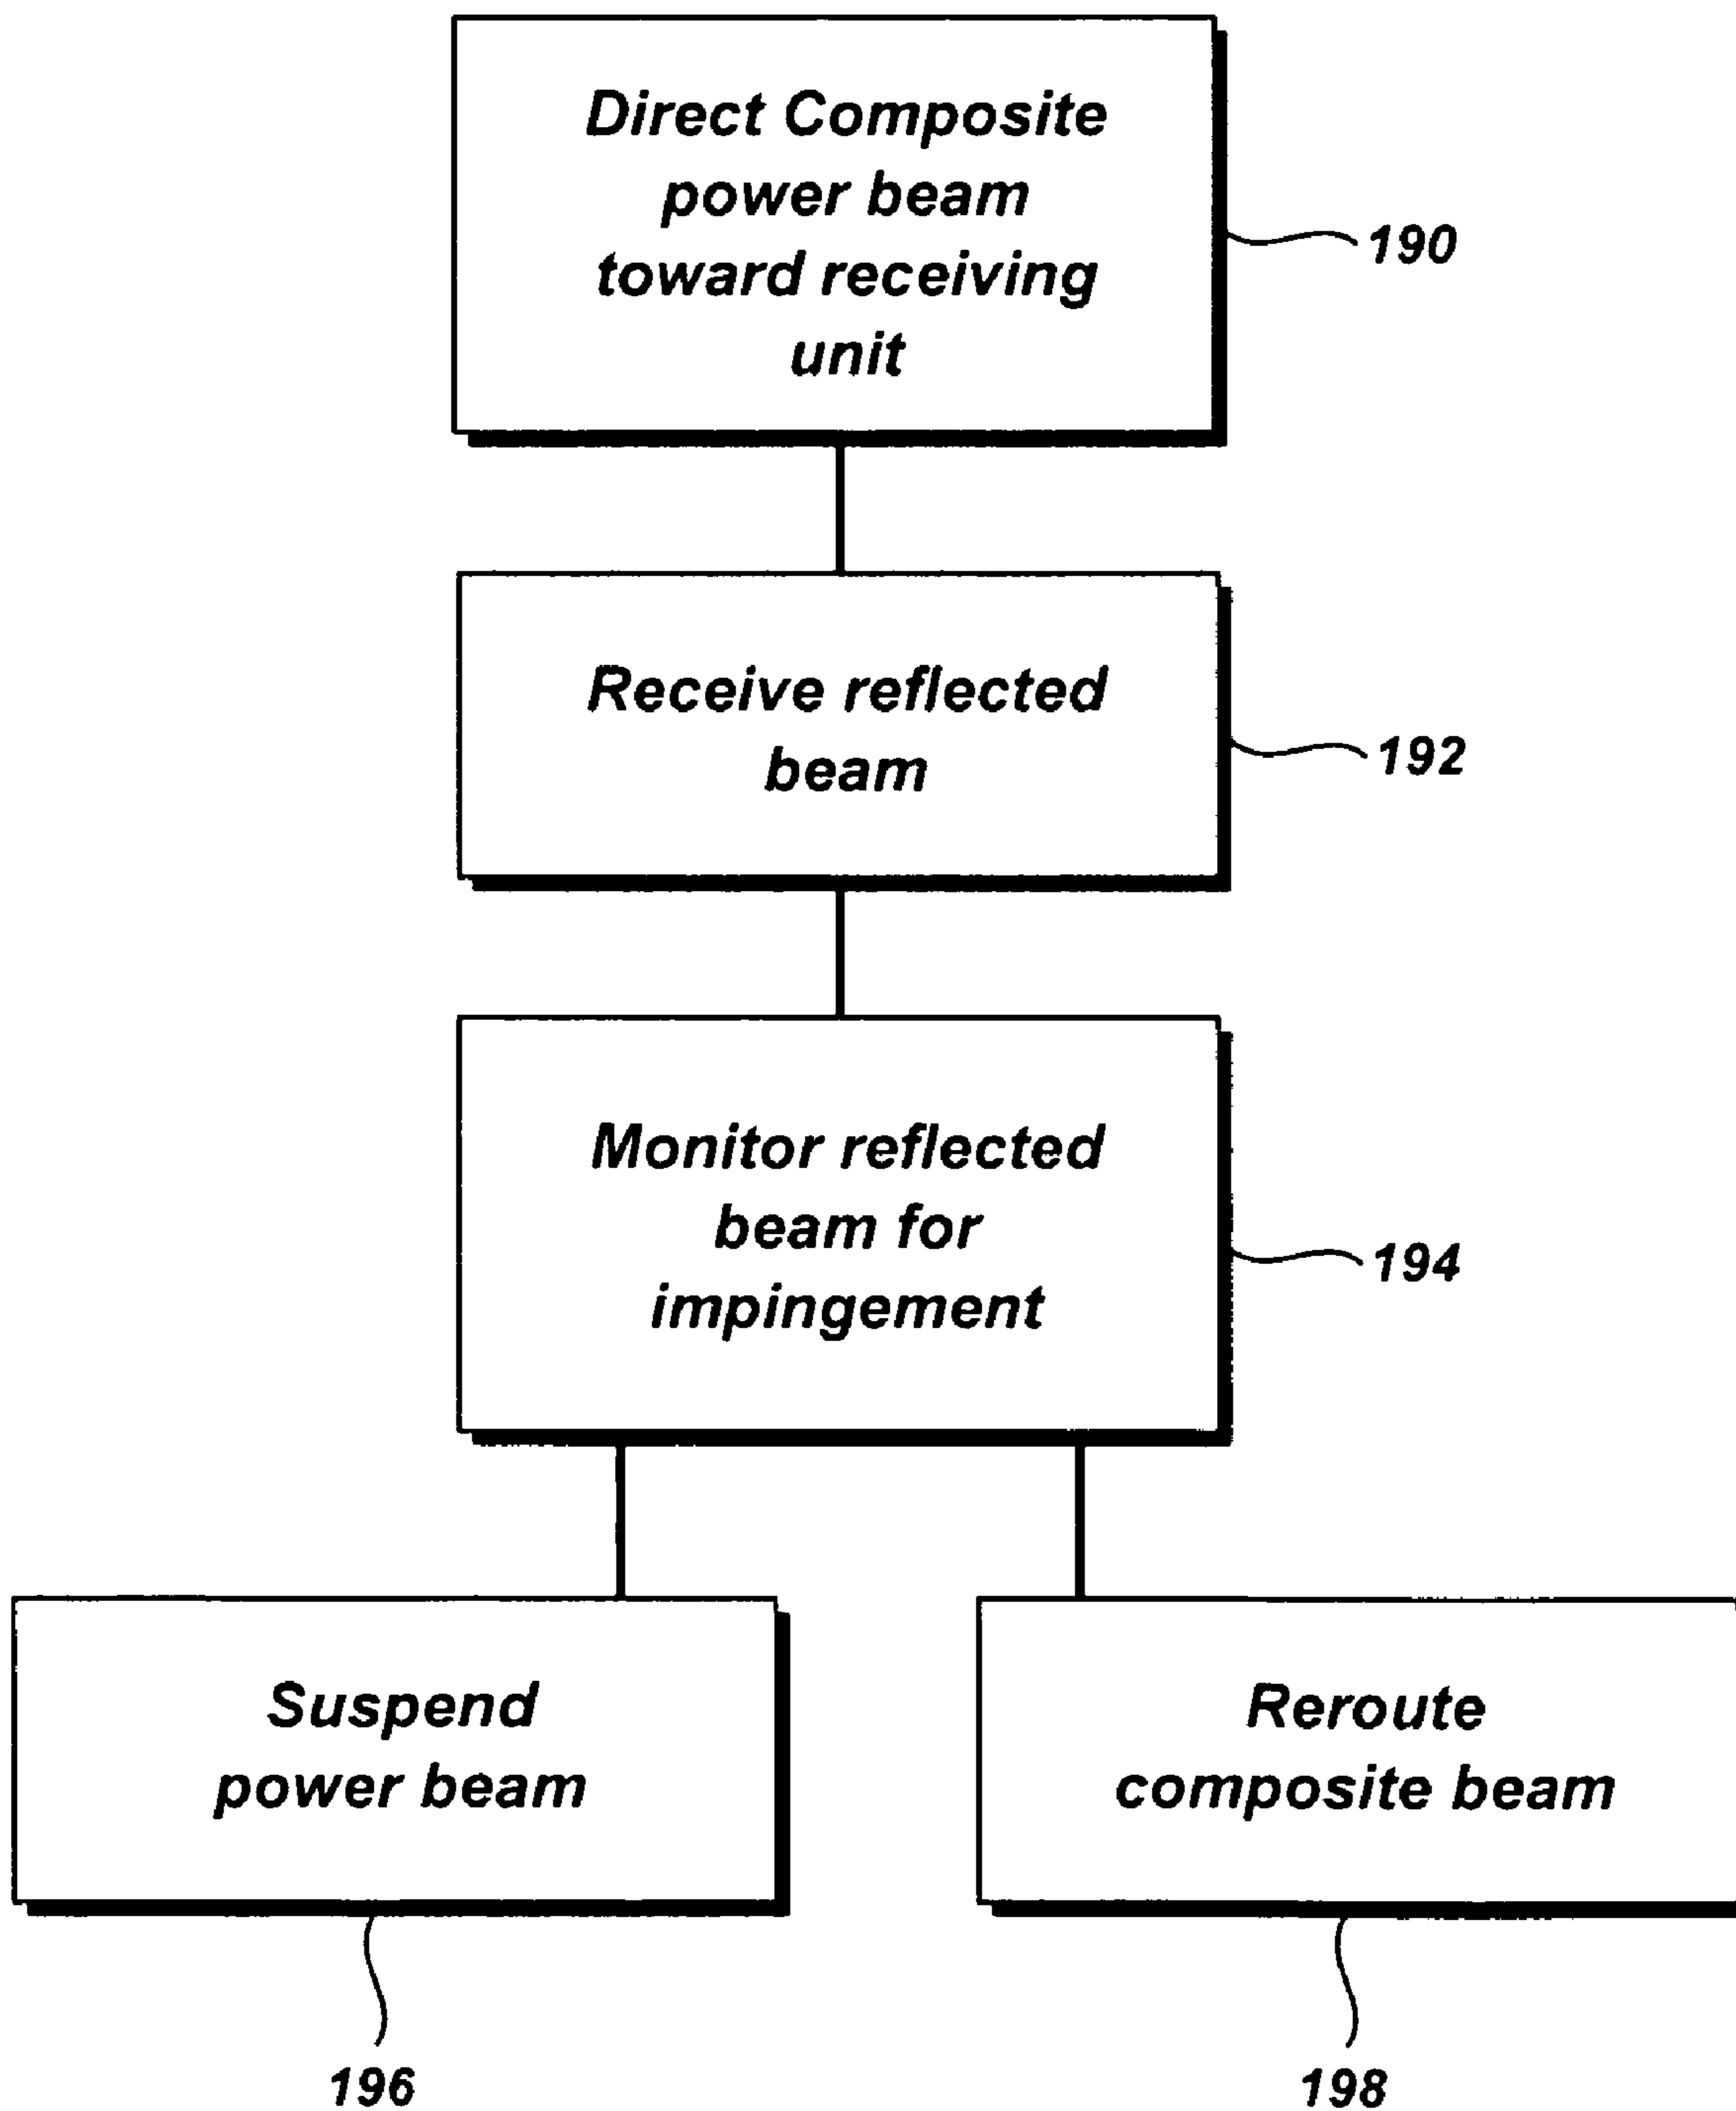 Direct Composite
power beam
toward receiving
unit
190
Receive reflected
beam
192
Monitor reflected
beam for
impingement
194
Suspend
power beam
Reroute
composite beam
196
198